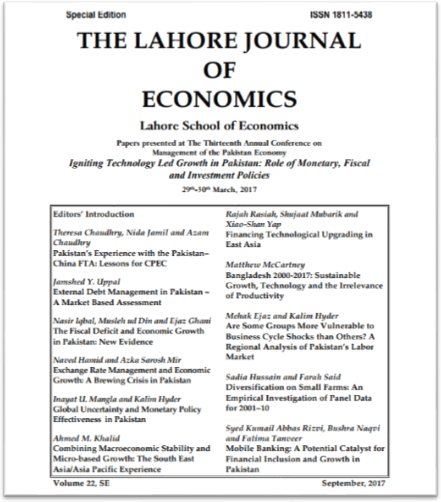 Special Edition
ISSN 1811-5438
THE LAHORE JOURNAL
OF
ECONOMICS
Lahore School of Economics
Papers presented at The Thirteenth Annual Conference on
Management of the Pakistan Economy
Igniting Technology Led Growth in Pakistan: Role of Monetary, Fiscal
and Investment Policies
29th-30th March, 2017
Editors' Introduction
Theresa Chaudhry, Nida Jamil and Azam
Chaudhry
Pakistan's Experience with the Pakistan–
China FTA: Lessons for CPEC
Jamshed Y. Uppal
External Debt Management in Pakistan –
A Market Based Assessment
Nasir Iqbal, Musleh ud Din and Ejaz Ghani
The Fiscal Deficit and Economic Growth
in Pakistan: New Evidence
Naved Hamid and Azka Sarosh Mir
Exchange Rate Management and Economic
Growth: A Brewing Crisis in Pakistan
Inayat U. Mangla and Kalim Hyder
Global Uncertainty and Monetary Policy
Effectiveness in Pakistan
Ahmed M. Khalid
Combining Macroeconomic Stability and
Micro-based Growth: The South East
Asia/Asia Pacific Experience
Rajah Rasiah, Shujaat Mubarik and
Xiao-Shan Yap
Financing Technological Upgrading in
East Asia
Matthew McCartney
Bangladesh 2000-2017: Sustainable
Growth, Technology and the Irrelevance
of Productivity
Mehak Ejaz and Kalim Hyder
Are Some Groups More Vulnerable to
Business Cycle Shocks than Others? A
Regional Analysis of Pakistan's Labor
Market
Sadia Hussain and Farah Said
Diversification on Small Farms: An
Empirical Investigation of Panel Data
for 2001–10
Syed Kumail Abbas Rizvi, Bushra Naqvi
and Fatima Tanveer
Mobile Banking: A Potential Catalyst for
Financial Inclusion and Growth in
Pakistan
Volume 22, SE
September, 2017